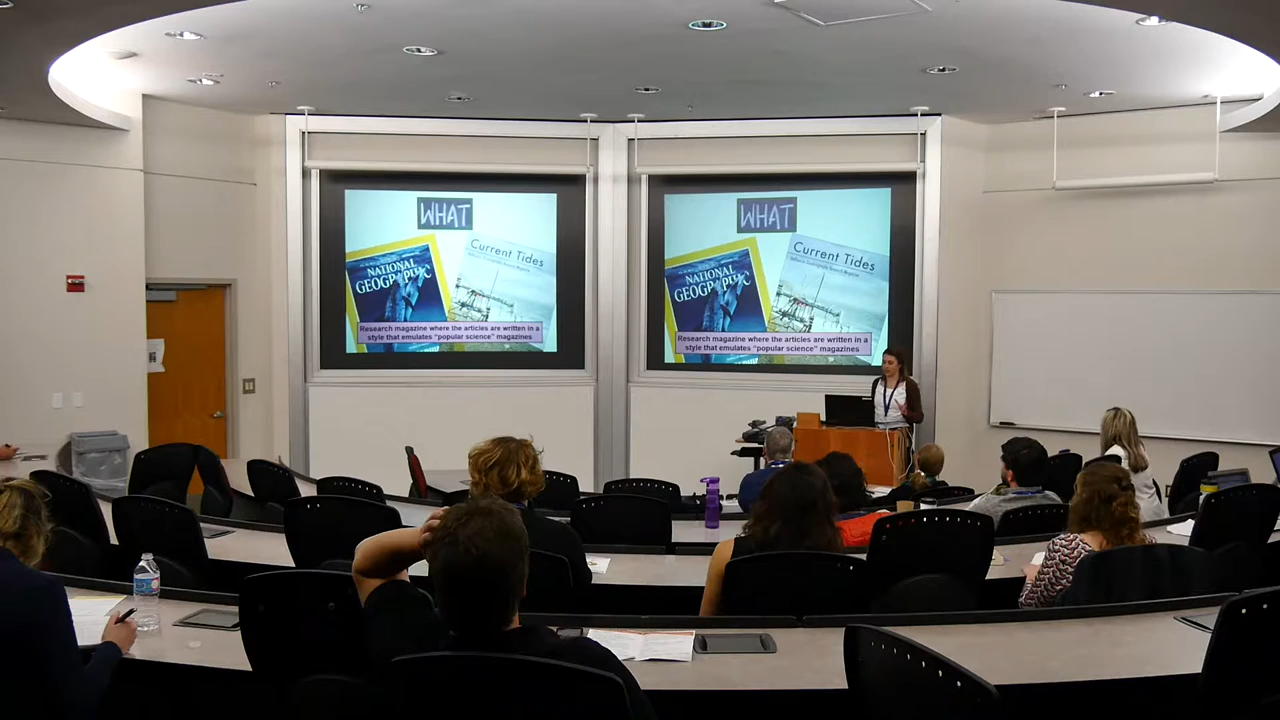 WHAT
NATIONAL
GEOGRAPHIC
Current Tides
Research magazine where the articles are written in a
style that emulates "popular science" magazines
WHAT
NATIONAL
GEOGRAPHIC
Current Tides
Research magazine where the articles are written in a
style that emulates "popular science" magazines